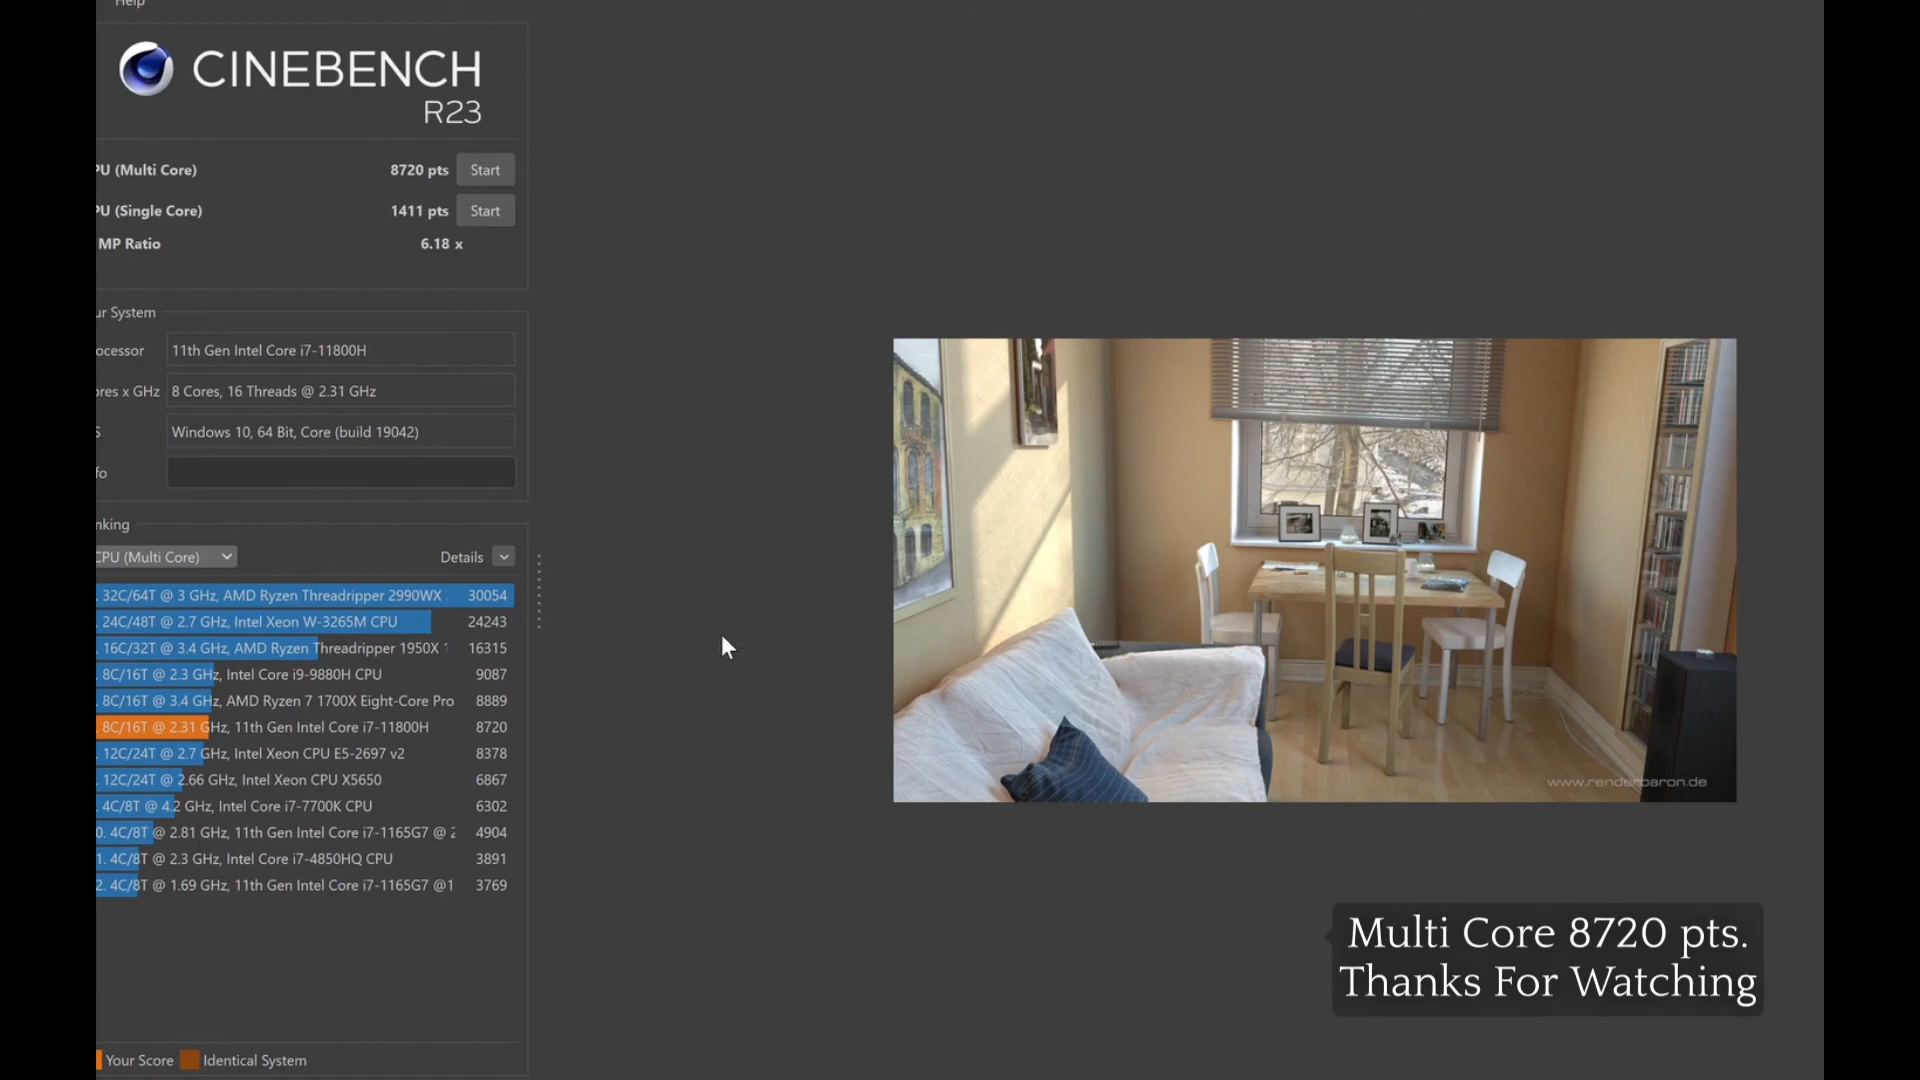 Help
CINEBENCH
R23
PU (Multi Core) 8720 pts Start
PU (Single Core) 1411 pts Start
MP Ratio 6.18 x
ur System
ocessor 11th Gen Intel Core i7-11800H
ores x GHz 8 Cores, 16 Threads @ 2.31 GHz
S Windows 10, 64 Bit, Core (build 19042)
fo
nking
CPU (Multi Core) Details
. 32C/64T @ 3 GHz, AMD Ryzen Threadripper 2990WX 30054
. 24C/48T @ 2.7 GHz, Intel Xeon W-3265M CPU 24243
. 16C/32T @ 3.4 GHz, AMD Ryzen Threadripper 1950X 1 16315
. 8C/16T @ 2.3 GHz, Intel Core i9-9880H CPU 9087
. 8C/16T @ 3.4 GHz, AMD Ryzen 7 1700X Eight-Core Pro 8889
. 8C/16T @ 2.31 GHz, 11th Gen Intel Core i7-11800H 8720
. 12C/24T @ 2.7 GHz, Intel Xeon CPU E5-2697 v2 8378
. 12C/24T @ 2.66 GHz, Intel Xeon CPU X5650 6867
. 4C/8T @ 4.2 GHz, Intel Core i7-7700K CPU 6302
0. 4C/8T @ 2.81 GHz, 11th Gen Intel Core i7-1165G7 @ 2 4904
1. 4C/8T @ 2.3 GHz, Intel Core i7-4850HQ CPU 3891
2. 4C/8T @ 1.69 GHz, 11th Gen Intel Core i7-1165G7 @1 3769
Your Score Identical System
www.renderbaron.de
Multi Core 8720 pts.
Thanks For Watching